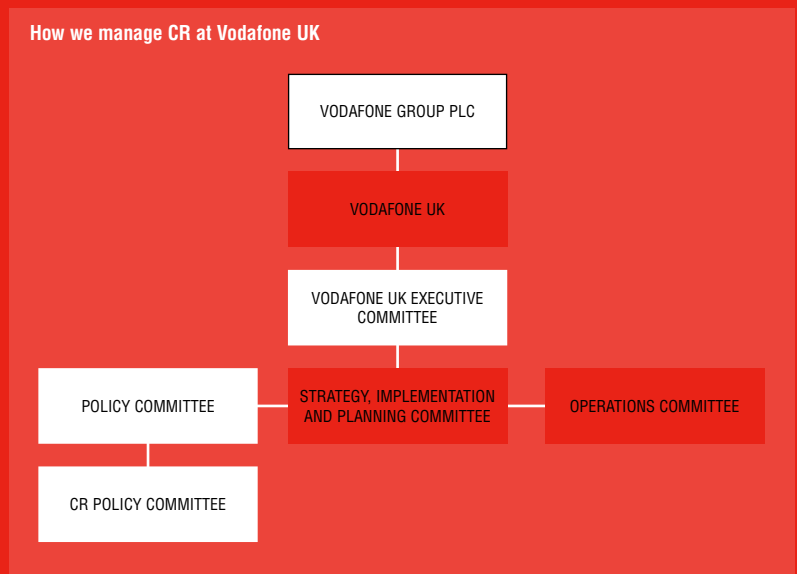 How we manage CR at Vodafone UK
VODAFONE GROUP PLC
VODAFONE UK
VODAFONE UK EXECUTIVE
COMMITTEE
POLICY COMMITTEE
STRATEGY, IMPLEMENTATION
AND PLANNING COMMITTEE
OPERATIONS COMMITTEE
CR POLICY COMMITTEE